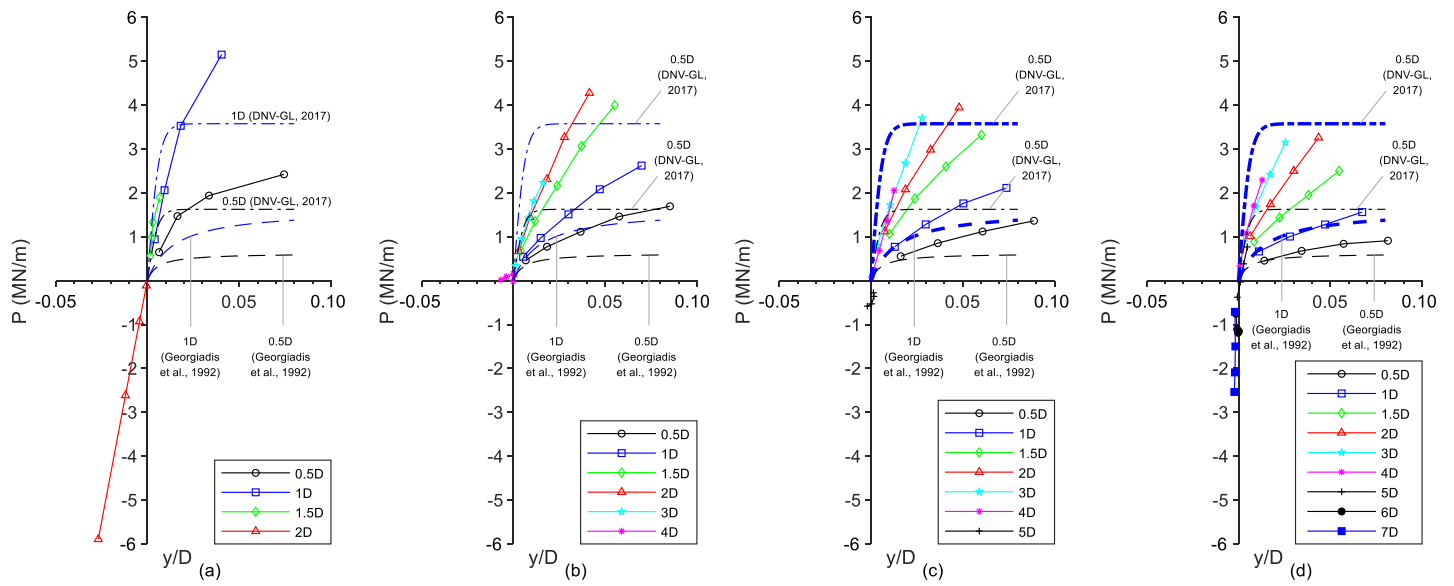 6
5
4
3
2
1
-1
-2
-3
-4
-5
-6
-0.05
0.05
0.10
P (MN/m)
y/D
(a)
1D (DNV-GL, 2017)
0.5D (DNV-GL, 2017)
1D
(Georgiadis
et al., 1992)
0.5D
(Georgiadis
et al., 1992)
0.5D
1D
1.5D
2D
6
5
4
3
2
1
-1
-2
-3
-4
-5
-6
-0.05
0.05
0.10
P (MN/m)
y/D
(b)
0.5D
(DNV-GL,
2017)
0.5D
(DNV-GL,
2017)
1D
(Georgiadis
et al., 1992)
0.5D
(Georgiadis
et al., 1992)
0.5D
1D
1.5D
2D
3D
4D
6
5
4
3
2
1
-1
-2
-3
-4
-5
-6
-0.05
0.05
0.10
P (MN/m)
y/D
(c)
0.5D
(DNV-GL,
2017)
0.5D
(DNV-GL,
2017)
1D
(Georgiadis
et al., 1992)
0.5D
(Georgiadis
et al., 1992)
0.5D
1D
1.5D
2D
3D
4D
5D
6
5
4
3
2
1
-1
-2
-3
-4
-5
-6
-0.05
0.05
0.10
P (MN/m)
y/D
(d)
0.5D
(DNV-GL,
2017)
0.5D
(DNV-GL,
2017)
1D
(Georgiadis
et al., 1992)
0.5D
(Georgiadis
et al., 1992)
0.5D
1D
1.5D
2D
3D
4D
5D
6D
7D